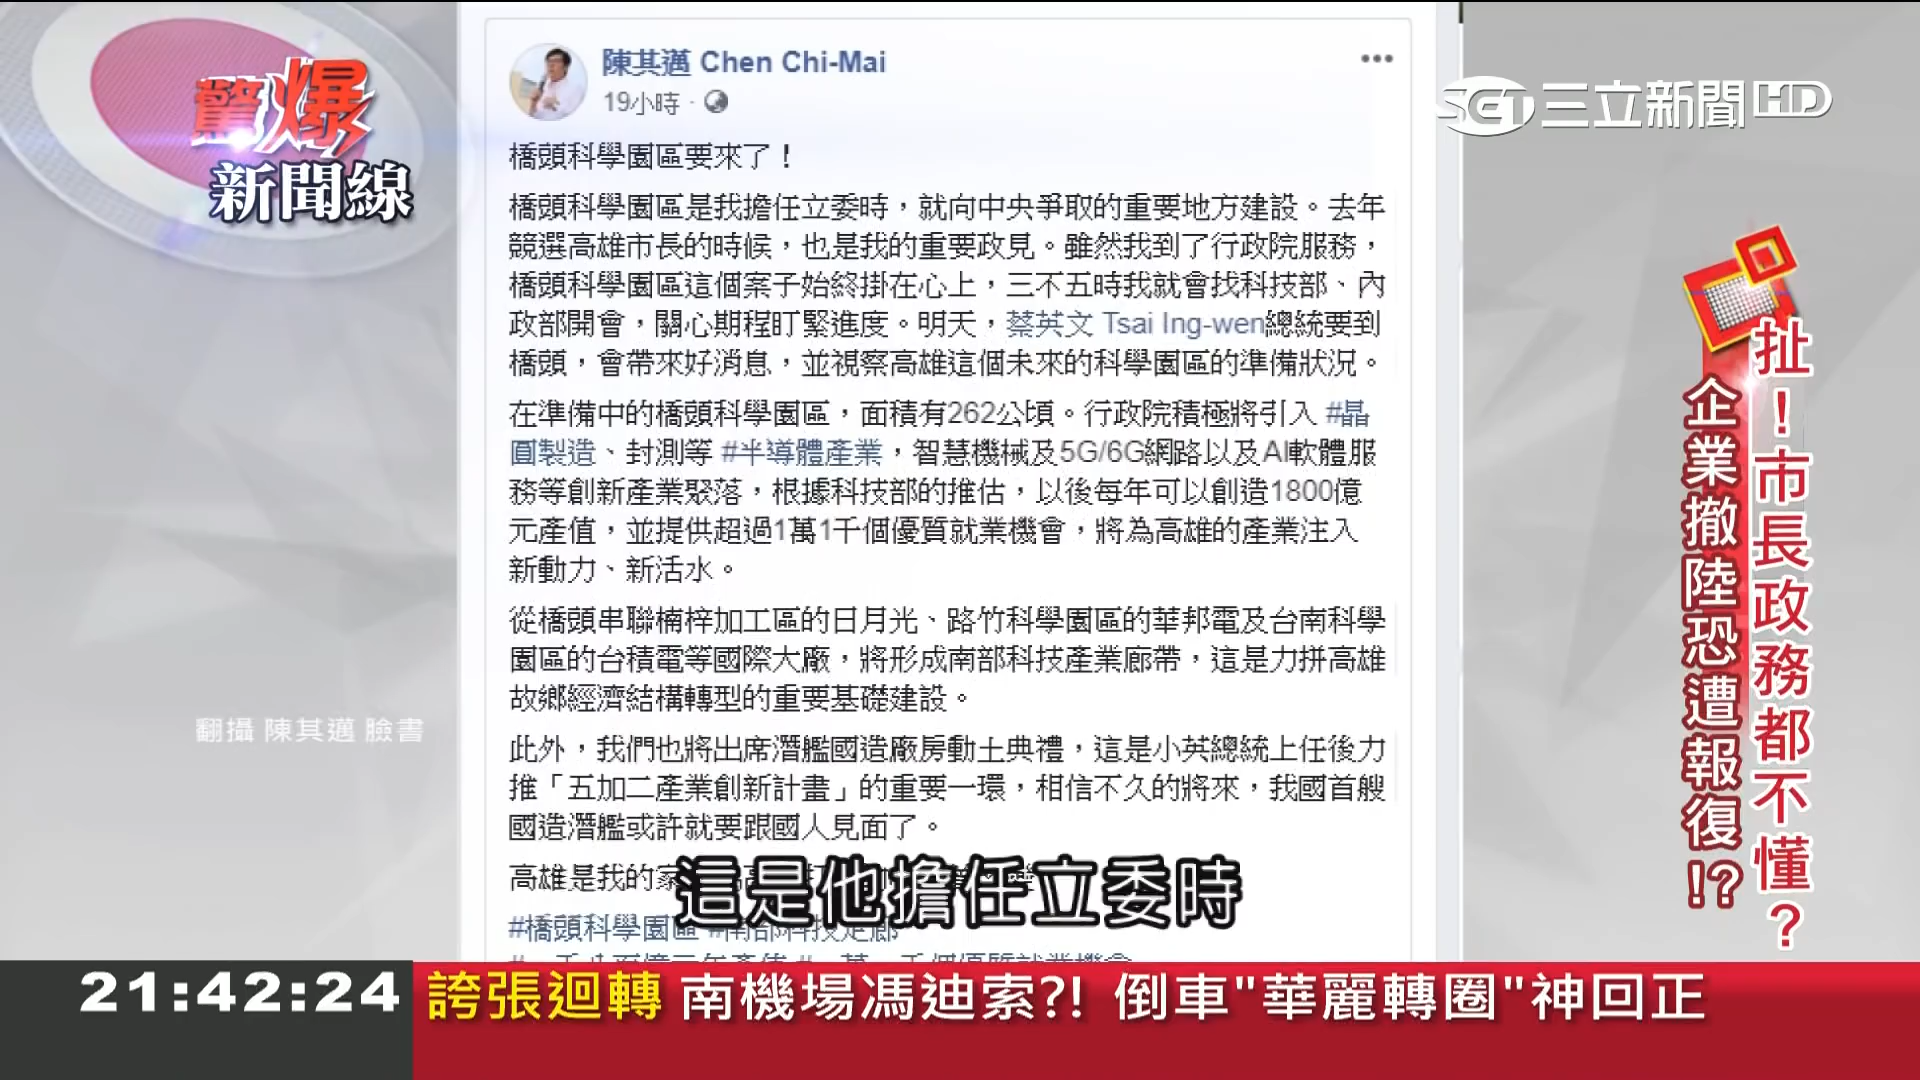 驚爆
新聞線
陳其邁 Chen Chi-Mai
19小時
橋頭科學園區要來了！
橋頭科學園區是我擔任立委時，就向中央爭取的重要地方建設。去年
競選高雄市長的時候，也是我的重要政見。雖然我到了行政院服務，
橋頭科學園區這個案子始終掛在心上，三不五時我就會找科技部、內
政部開會，關心期程盯緊進度。明天，蔡英文 Tsai Ing-wen總統要到
橋頭，會帶來好消息，並視察高雄這個未來的科學園區的準備狀況。
在準備中的橋頭科學園區，面積有262公頃。行政院積極將引入 #晶
圓製造、封測等 #半導體產業，智慧機械及5G/6G網路以及AI軟體服
務等創新產業聚落，根據科技部的推估，以後每年可以創造1800億
元產值，並提供超過1萬1千個優質就業機會，將為高雄的產業注入
新動力、新活水。
從橋頭串聯楠梓加工區的日月光、路竹科學園區的華邦電及台南科學
園區的台積電等國際大廠，將形成南部科技產業廊帶，這是力拼高雄
故鄉經濟結構轉型的重要基礎建設。
此外，我們也將出席潛艦國造廠房動土典禮，這是小英總統上任後力
推「五加二產業創新計畫」的重要一環，相信不久的將來，我國首艘
國造潛艦或許就要跟國人見面了。
高雄是我的家
這是他擔任立委時
#橋頭科學園區 #南部科技走廊
翻攝 陳其邁 臉書
SET三立新聞HD
扯！市長政務都不懂？
企業撤陸恐遭報復!?
21:42:24
誇張迴轉 南機場馮迪索?! 倒車"華麗轉圈"神回正